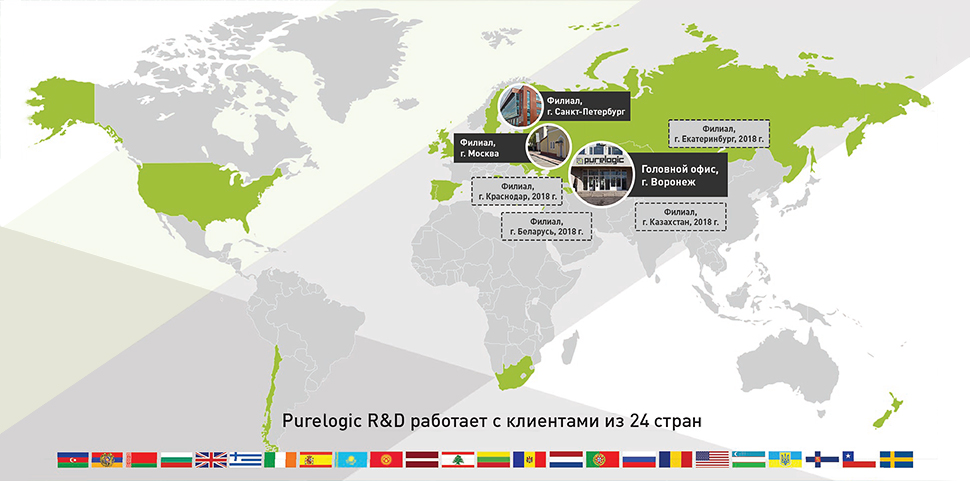 Филиал,
г. Санкт-Петербург
Филиал,
г. Москва
Филиал,
г. Екатеринбург, 2018 г.
purelogic
Головной офис,
г. Воронеж
Филиал,
г. Краснодар, 2018 г.
Филиал,
г. Казахстан, 2018 г.
Филиал,
г. Беларусь, 2018 г.
Purelogic R&D работает с клиентами из 24 стран